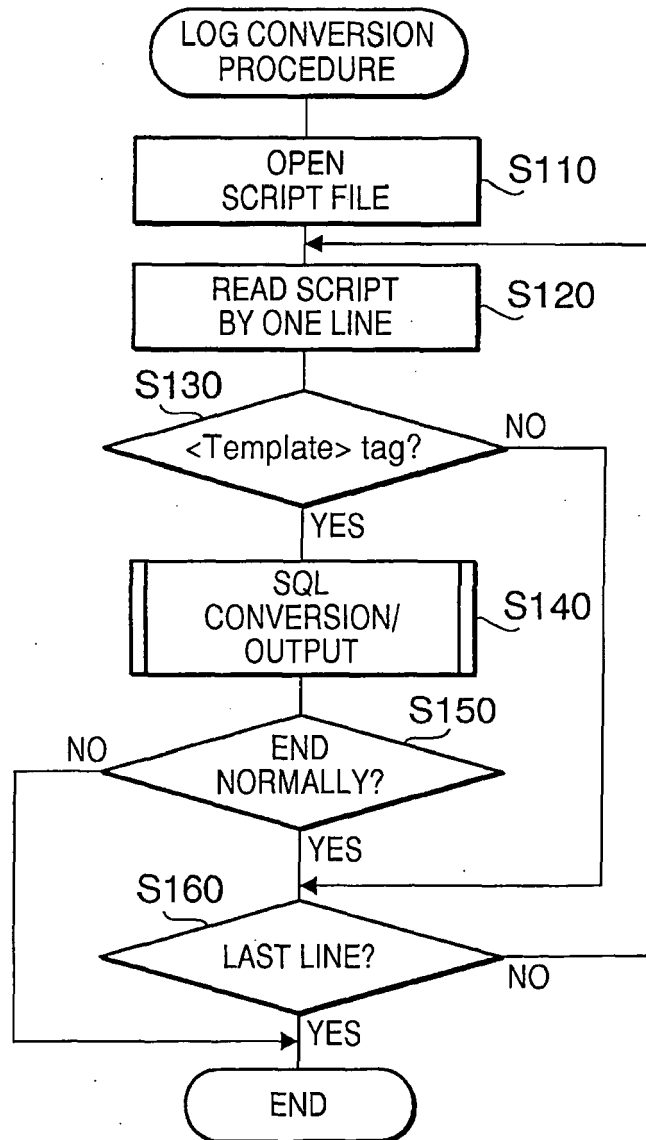 LOG CONVERSION
PROCEDURE
OPEN
SCRIPT FILE
S110
READ SCRIPT
BY ONE LINE
S120
S130
<Template> tag?
NO
YES
SQL
CONVERSION/
OUTPUT
S140
S150
NO
END
NORMALLY?
YES
S160
LAST LINE?
NO
YES
END